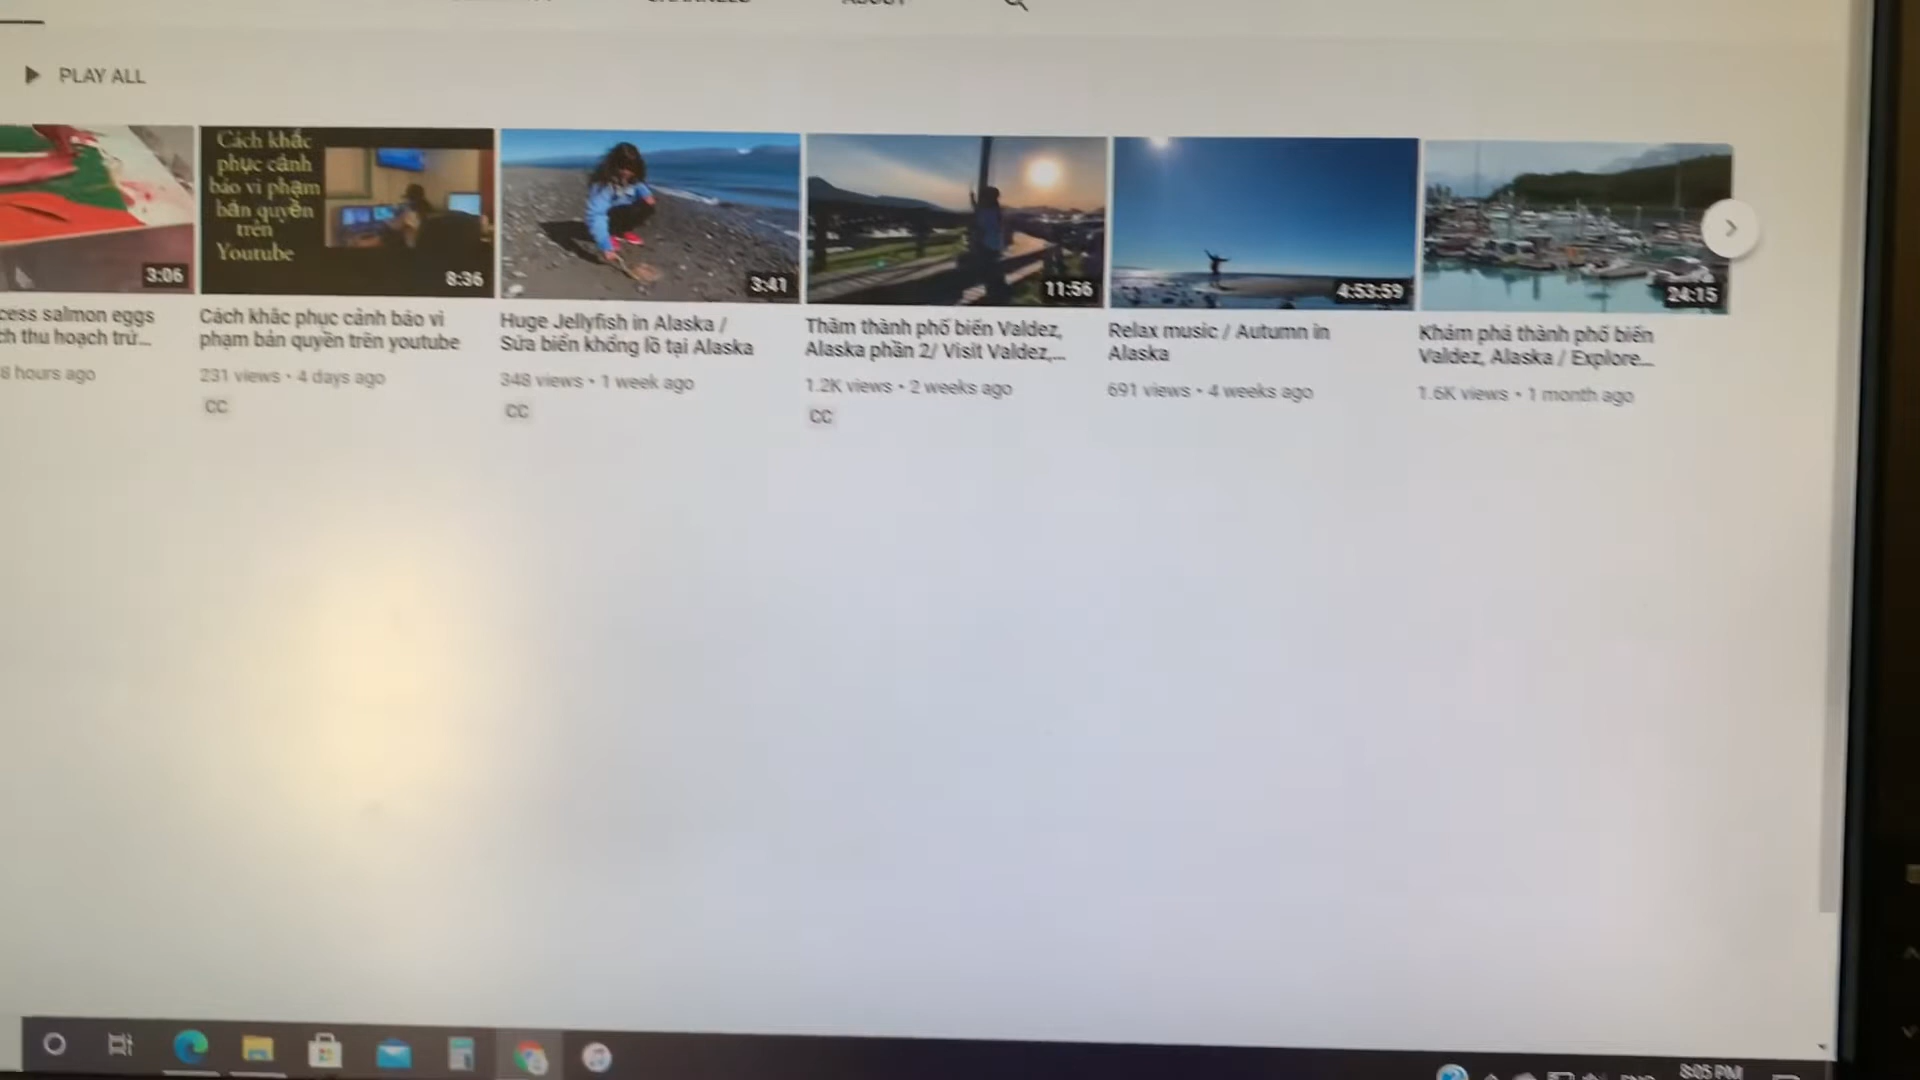 ABOUT
PLAY ALL
Cách khắc
phục cảnh
báo vi phạm
bản quyền
trên
Youtube
3:06
8:36
3:41
11:56
4:53:59
24:15
cess salmon eggs
ch thu hoạch trứ...
8 hours ago
Cách khắc phục cảnh báo vi
phạm bản quyền trên youtube
231 views • 4 days ago
CC
Huge Jellyfish in Alaska /
Sứa biển khổng lồ tại Alaska
348 views • 1 week ago
CC
Thăm thành phố biển Valdez,
Alaska phần 2/ Visit Valdez,...
1.2K views • 2 weeks ago
CC
Relax music / Autumn in
Alaska
691 views • 4 weeks ago
Khám phá thành phố biển
Valdez, Alaska / Explore...
1.6K views • 1 month ago
8:05 PM